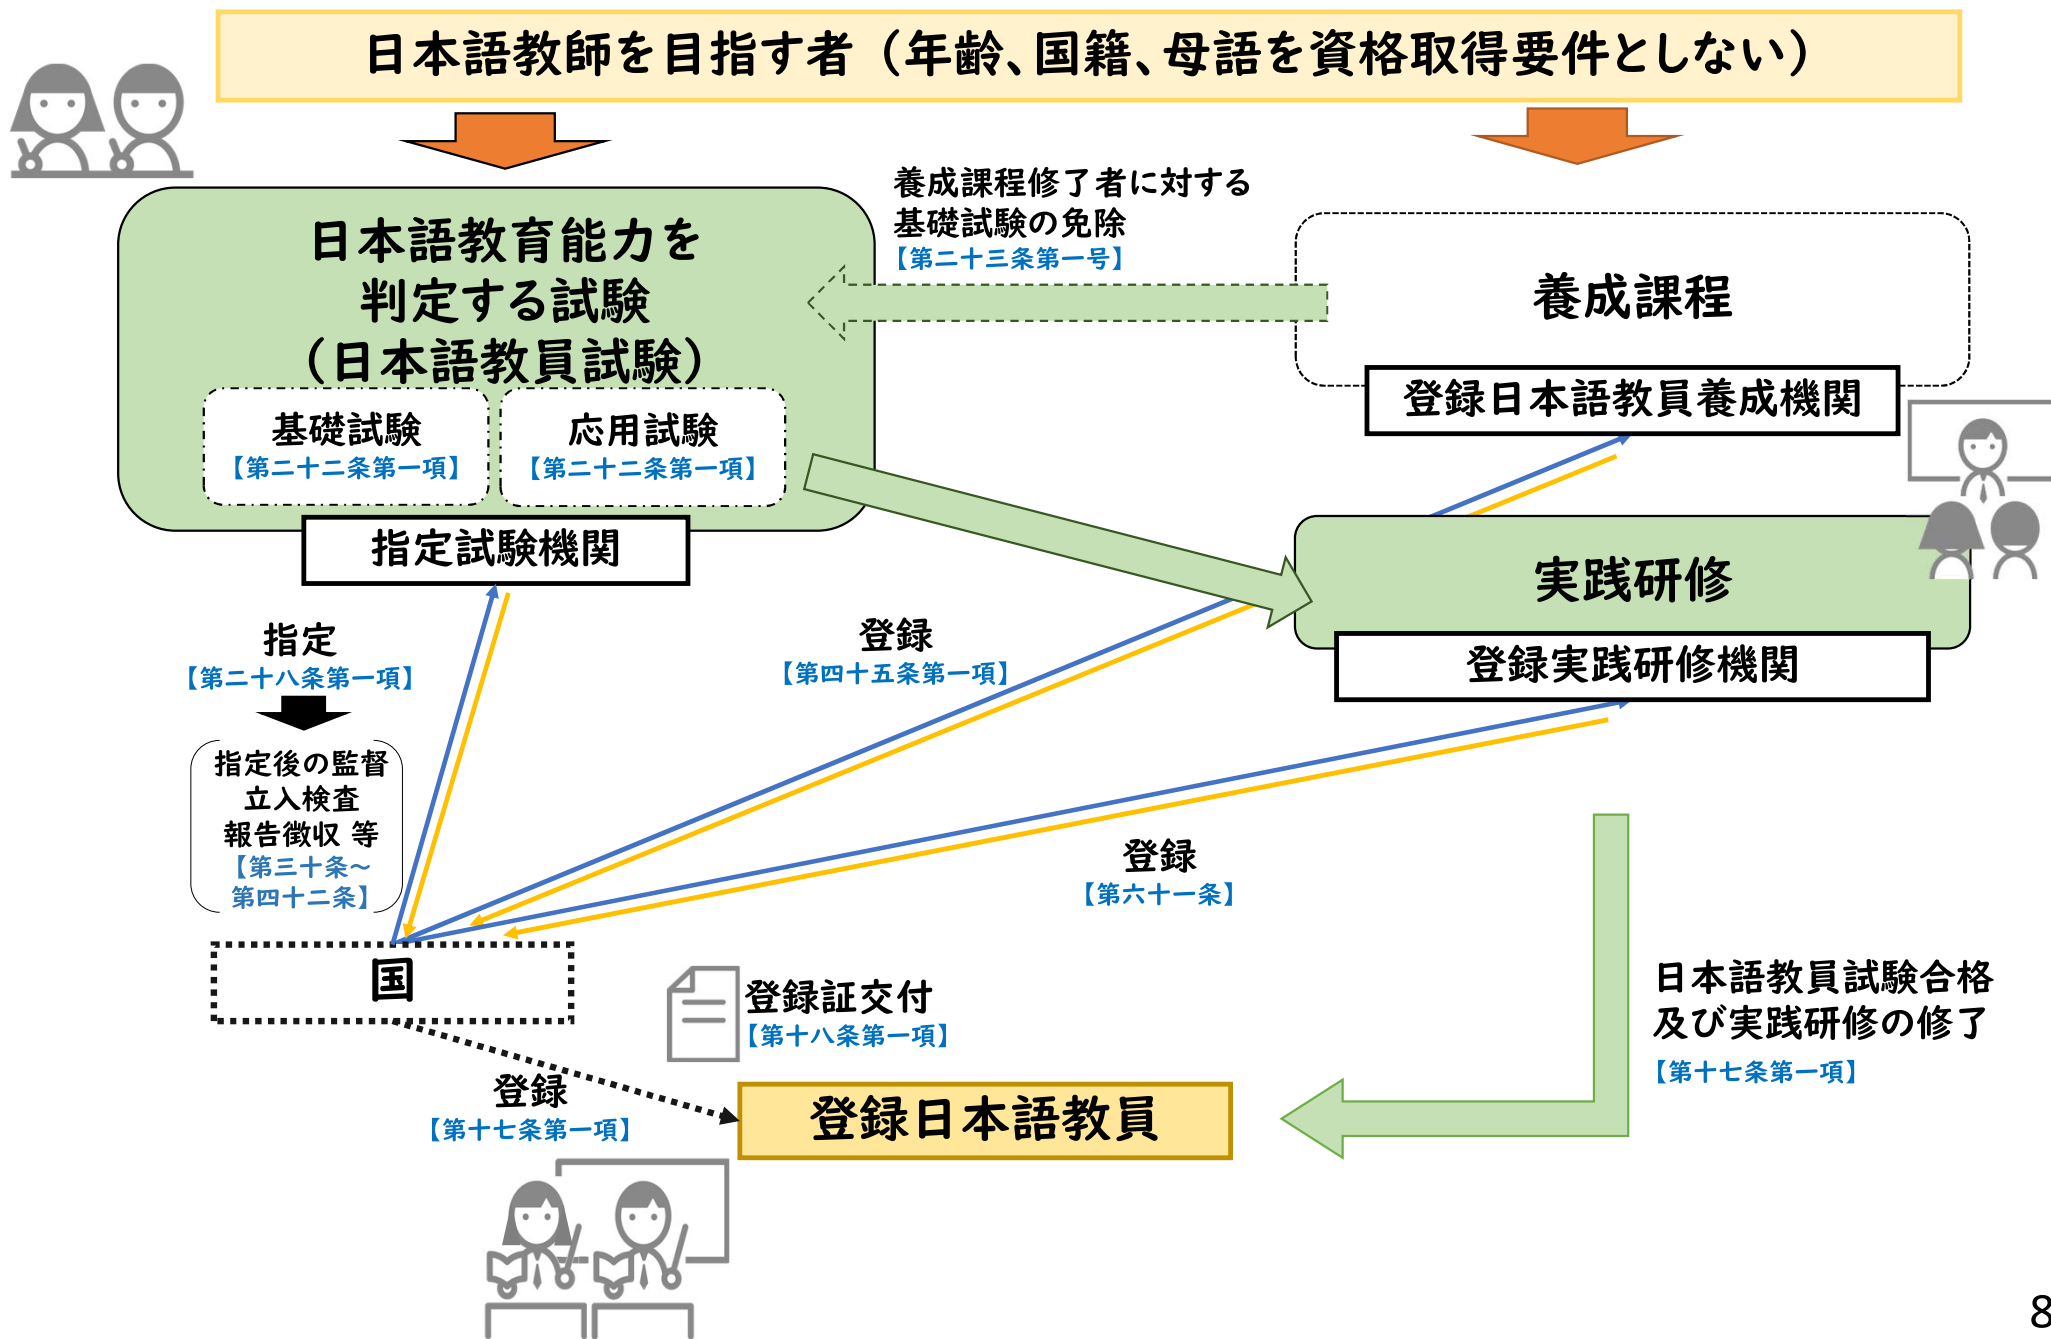 日本語教師を目指す者（年齢、国籍、母語を資格取得要件としない）
養成課程修了者に対する
基礎試験の免除
【第二十三条第一号】
日本語教育能力を
判定する試験
（日本語教員試験）
基礎試験
【第二十二条第一項】
応用試験
【第二十二条第一項】
指定試験機関
養成課程
登録日本語教員養成機関
実践研修
登録実践研修機関
指定
【第二十八条第一項】
指定後の監督
立入検査
報告徴収 等
【第三十条～
第四十二条】
登録
【第四十五条第一項】
登録
【第六十一条】
国
登録証交付
【第十八条第一項】
登録
【第十七条第一項】
登録日本語教員
日本語教員試験合格
及び実践研修の修了
【第十七条第一項】
8